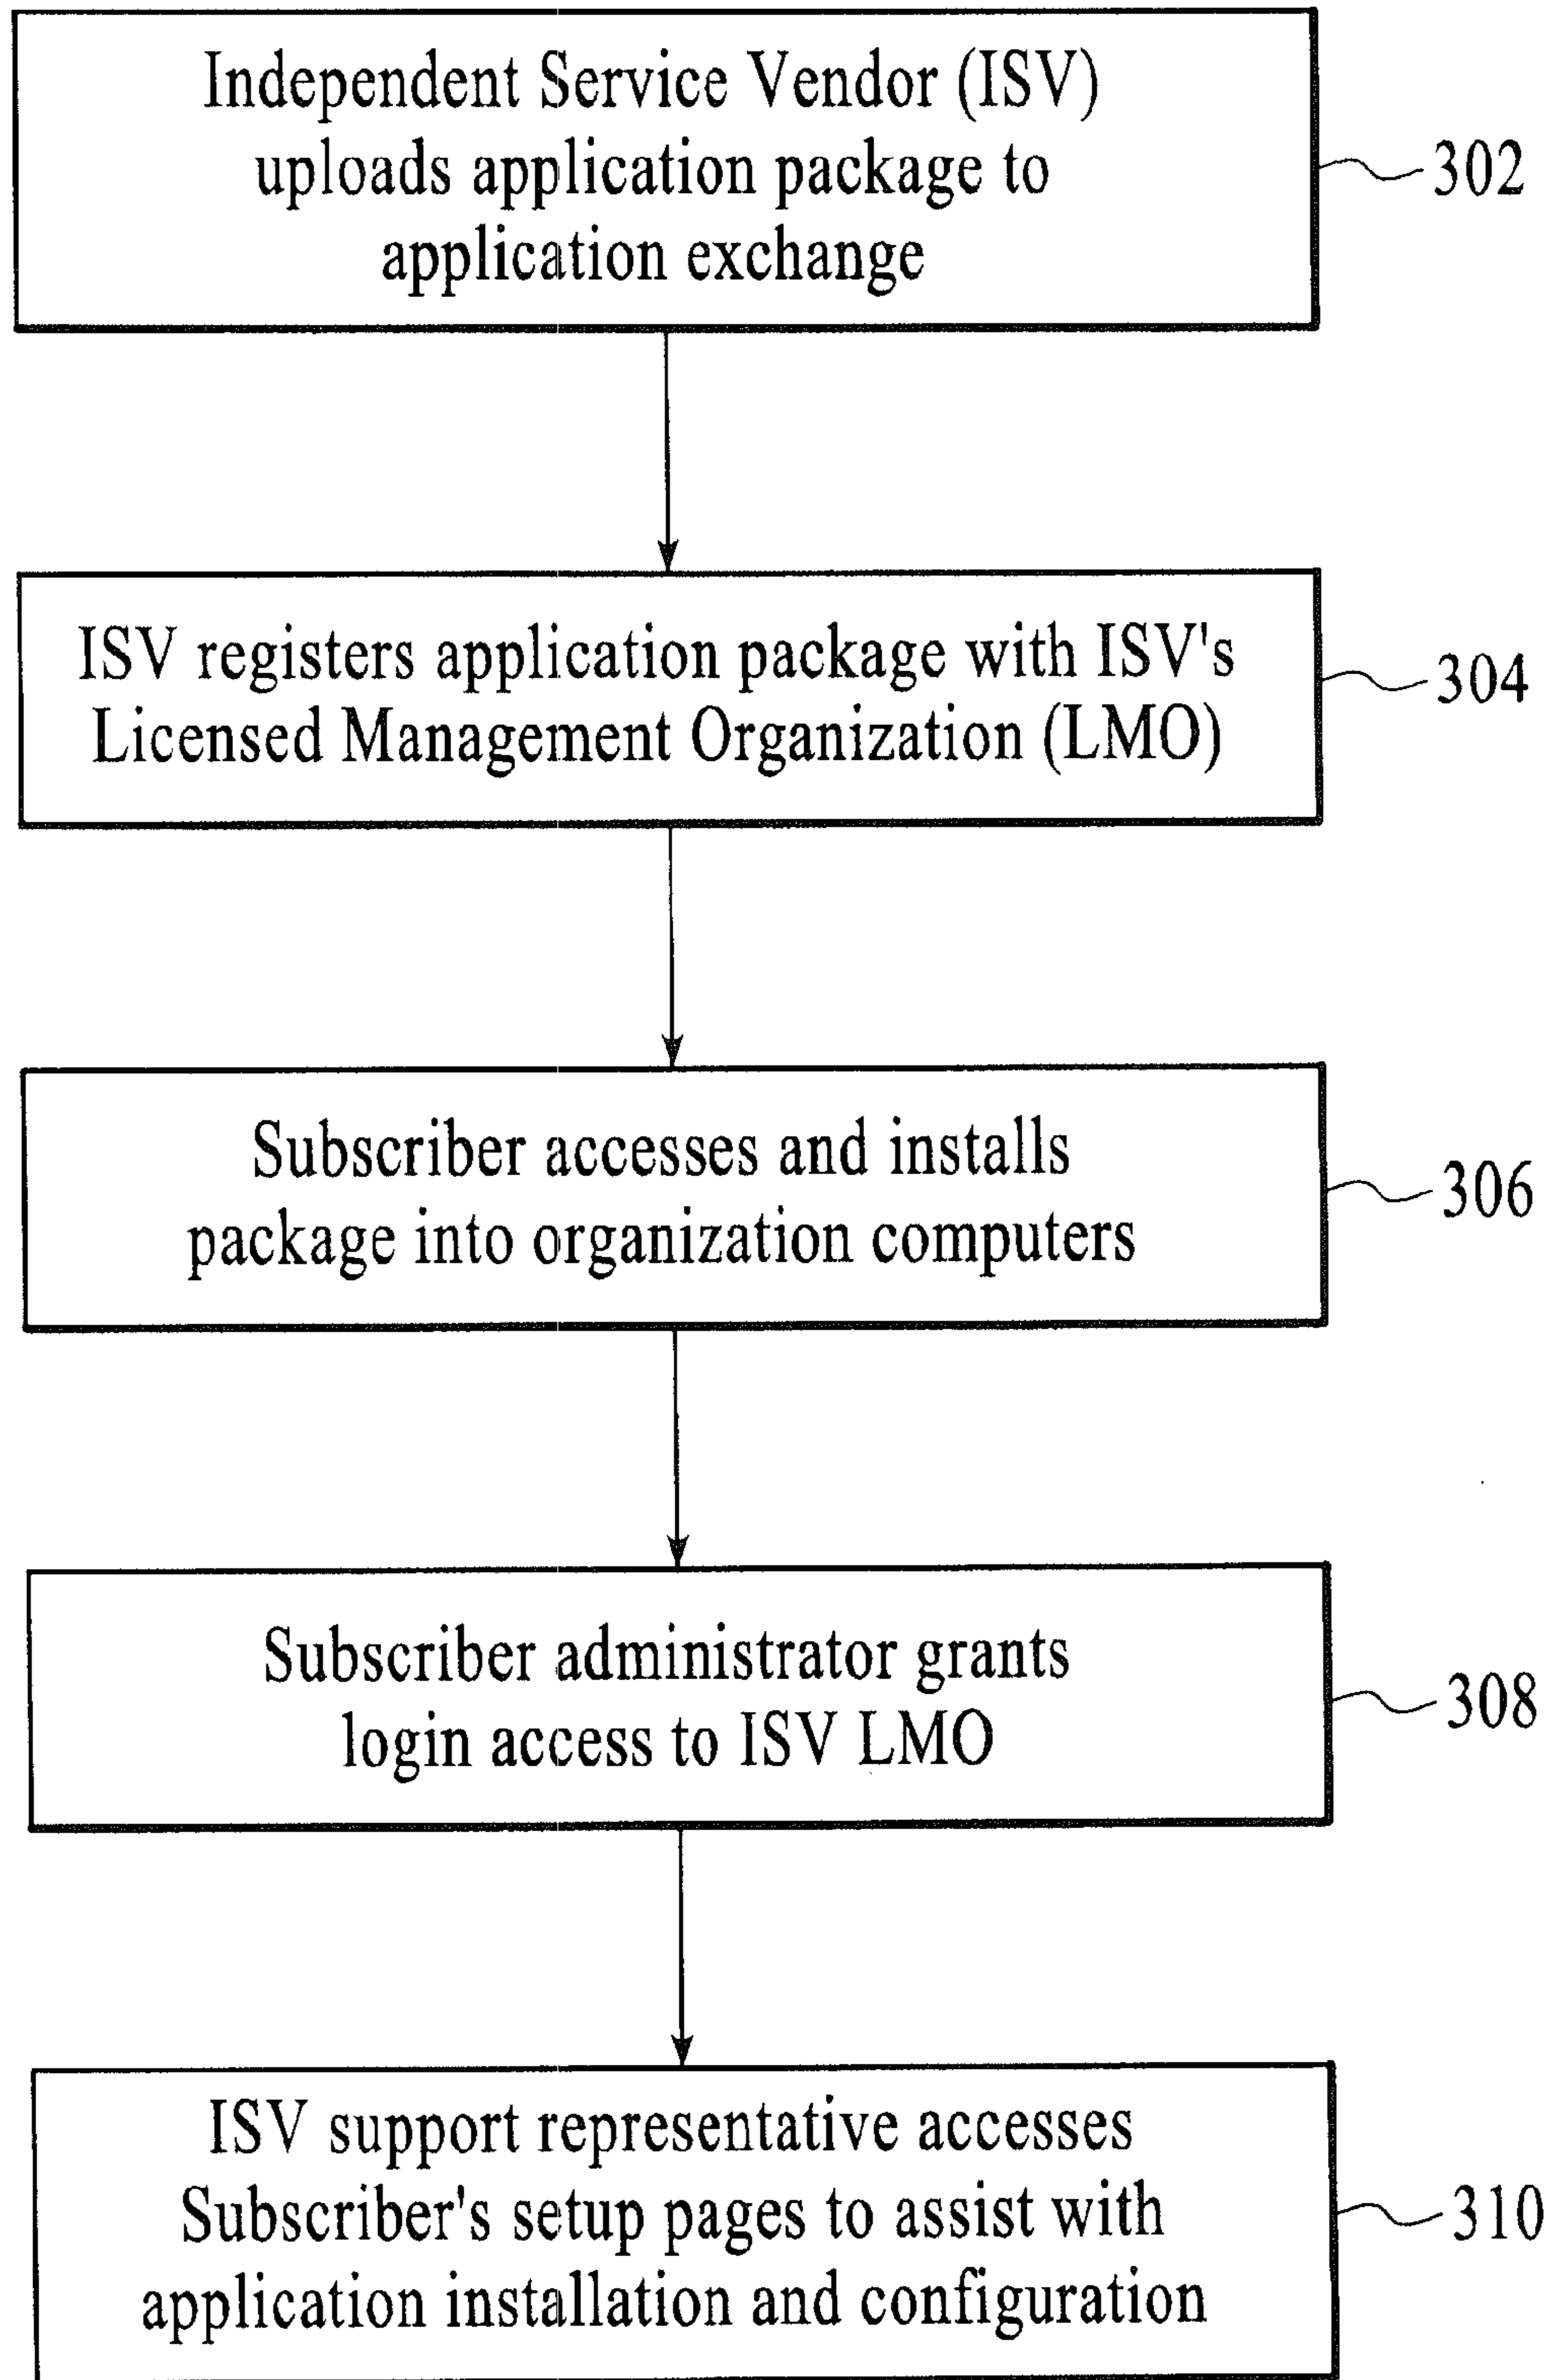 Independent Service Vendor (ISV)
uploads application package to
application exchange
302
ISV registers application package with ISV's
Licensed Management Organization (LMO)
304
Subscriber accesses and installs
package into organization computers
306
Subscriber administrator grants
login access to ISV LMO
308
ISV support representative accesses
Subscriber's setup pages to assist with
application installation and configuration
310